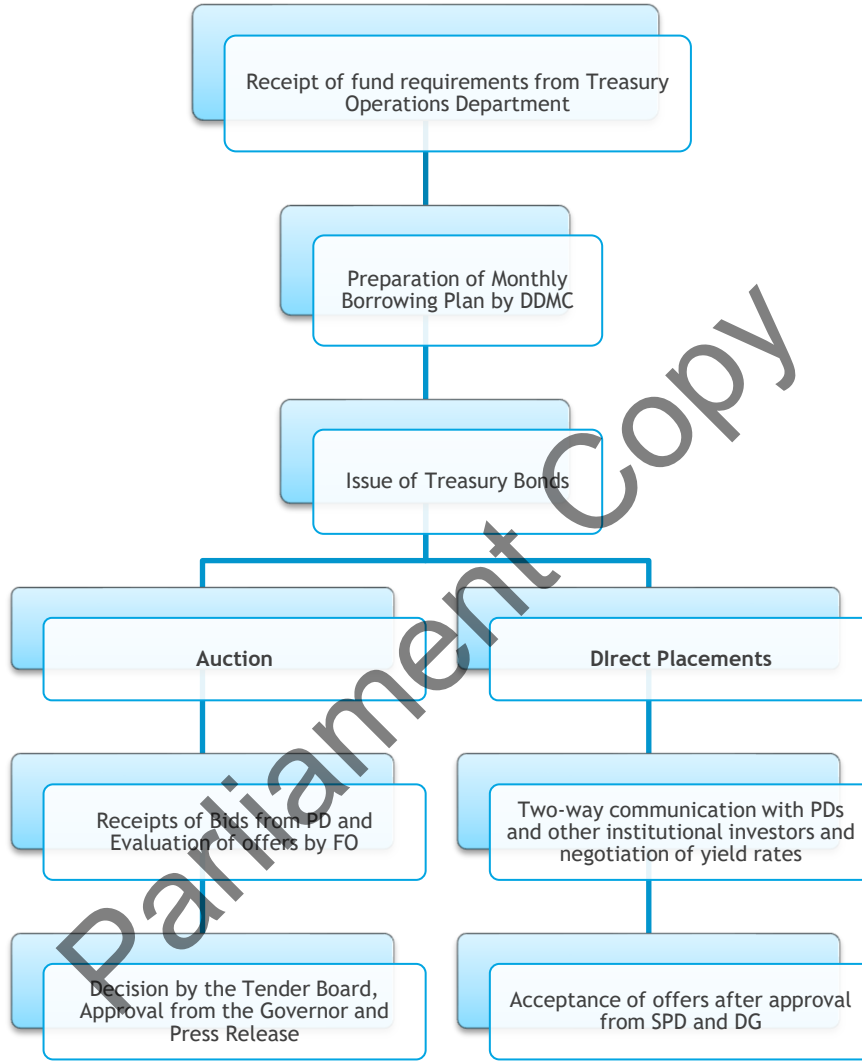 Receipt of fund requirements from Treasury
Operations Department
Preparation of Monthly
Borrowing Plan by DDMC
Issue of Treasury Bonds
Auction
DIrect Placements
Receipts of Bids from PD and
Evaluation of offers by FO
Two-way communication with PDs
and other institutional investors and
negotiation of yield rates
Decision by the Tender Board,
Approval from the Governor and
Press Release
Acceptance of offers after approval
from SPD and DG
Parliament Copy